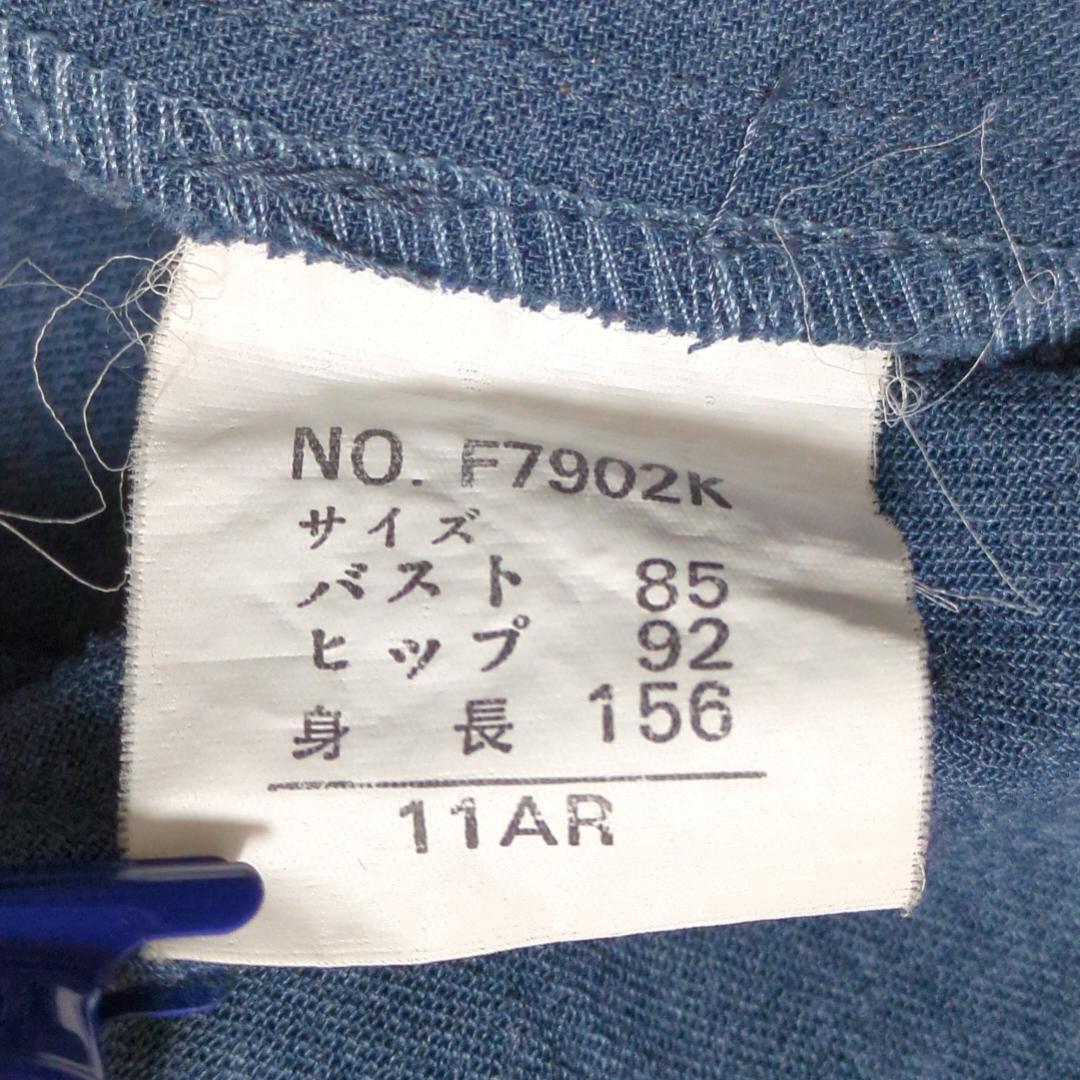 NO. F7902K
サイズ
バスト 85
ヒップ 92
身長 156
11AR